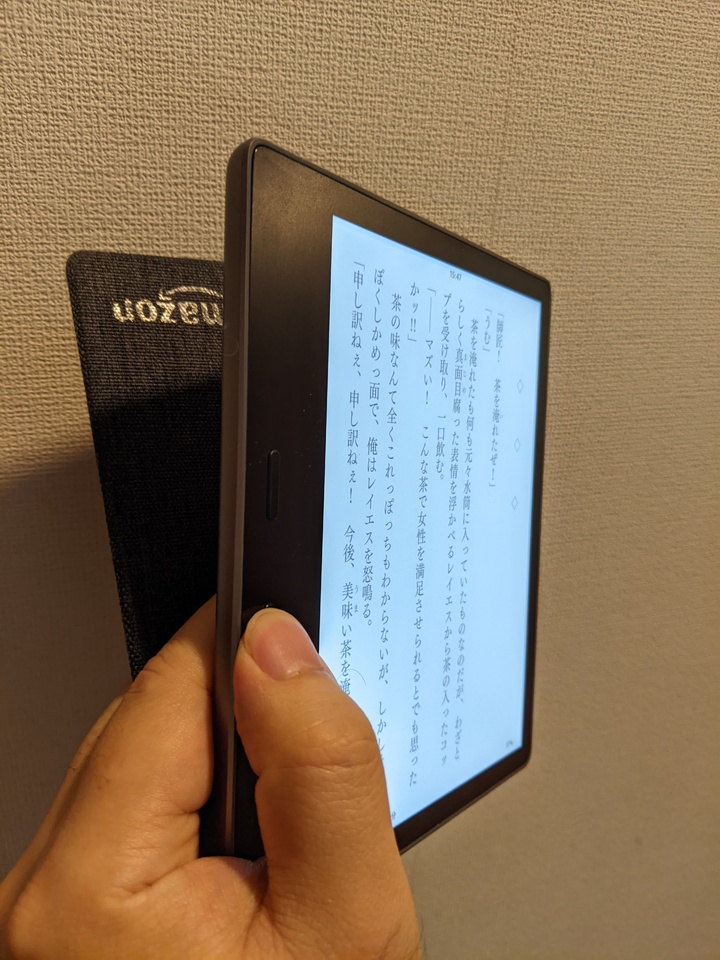 15:47
◇ ◇ ◇
「師匠！　茶を淹れたぜ！」
「うむ」
　茶を淹れたも何も元々水筒に入っていたものなのだが、わざと
らしく真面目腐った表情を浮かべるレイエスから茶の入ったコッ
プを受け取り、一口飲む。
「――マズい！　こんな茶で女性を満足させられるとでも思った
かッ!!」
　茶の味なんて全くこれっぽっちもわからないが、しかし
ぽくしかめっ面で、俺はレイエスを怒鳴る。
「申し訳ねぇ、申し訳ねぇ！　今後、美味い茶を淹
mazon